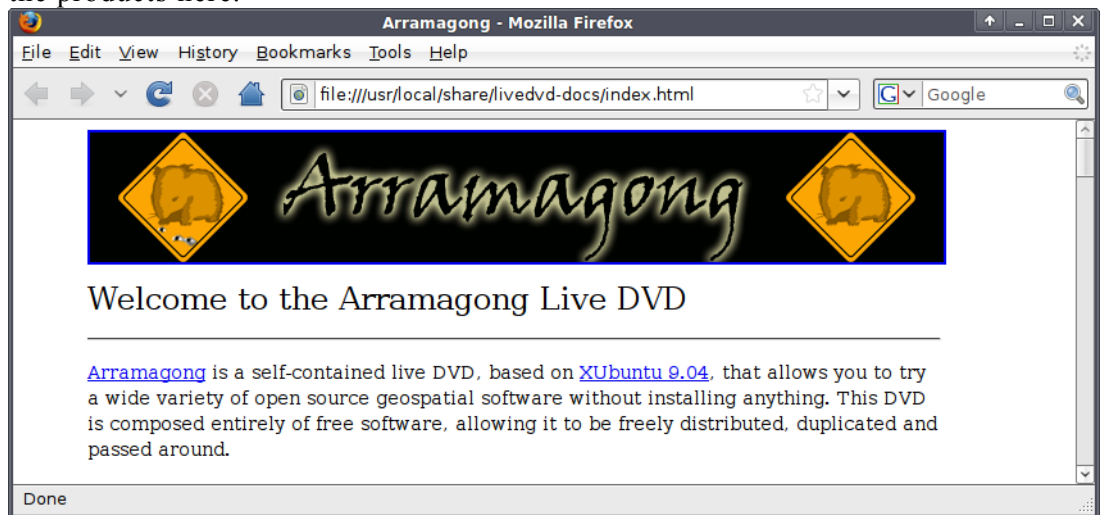 the products here.
Arramagong - Mozilla Firefox
File Edit View History Bookmarks Tools Help
file:///usr/local/share/livedvd-docs/index.html
Google
Arramagong
Welcome to the Arramagong Live DVD
Arramagong is a self-contained live DVD, based on XUbuntu 9.04, that allows you to try
a wide variety of open source geospatial software without installing anything. This DVD
is composed entirely of free software, allowing it to be freely distributed, duplicated and
passed around.
Done